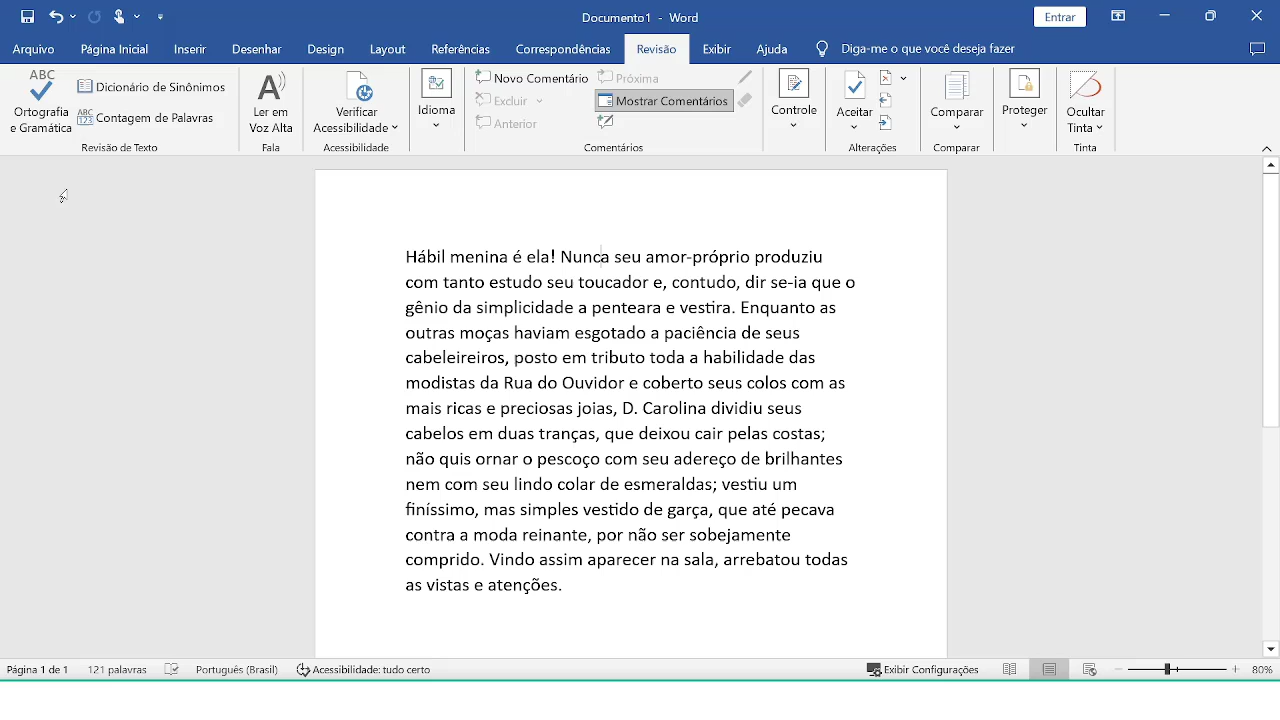 Documento1 - Word
Entrar
Arquivo Página Inicial Inserir Desenhar Design Layout Referências Correspondências Revisão Exibir Ajuda Diga-me o que você deseja fazer
ABC
Ortografia
e Gramática
Dicionário de Sinônimos
ABC
123
Contagem de Palavras
Revisão de Texto
A
Ler em
Voz Alta
Fala
Verificar
Acessibilidade
Acessibilidade
Idioma
Novo Comentário
Excluir
Anterior
Próxima
Mostrar Comentários
Comentários
Controle
Aceitar
Alterações
Comparar
Comparar
Proteger
Ocultar
Tinta
Tinta
Hábil menina é ela! Nunca seu amor-próprio produziu
com tanto estudo seu toucador e, contudo, dir se-ia que o
gênio da simplicidade a penteara e vestira. Enquanto as
outras moças haviam esgotado a paciência de seus
cabeleireiros, posto em tributo toda a habilidade das
modistas da Rua do Ouvidor e coberto seus colos com as
mais ricas e preciosas joias, D. Carolina dividiu seus
cabelos em duas tranças, que deixou cair pelas costas;
não quis ornar o pescoço com seu adereço de brilhantes
nem com seu lindo colar de esmeraldas; vestiu um
finíssimo, mas simples vestido de garça, que até pecava
contra a moda reinante, por não ser sobejamente
comprido. Vindo assim aparecer na sala, arrebatou todas
as vistas e atenções.
Página 1 de 1 121 palavras Português (Brasil) Acessibilidade: tudo certo Exibir Configurações 80%